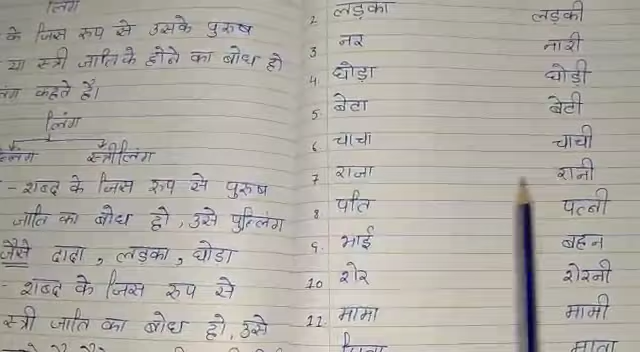 लिंग
के जिस रूप से उसके पुरुष
या स्त्री जाति के होने का बोध हो
कहते है।
लिंग
स्त्रीलिंग
- शब्द के जिस रूप से पुरुष
जाति का बोध हो, उसे पुल्लिंग
जैसे दादा, लड़का, घोड़ा
- शब्द के जिस रूप से
स्त्री जाति का बोध हो, उसे
2 लड़का लड़की
3 नर नारी
4. घोड़ा घोड़ी
5. बेटा बेटी
6. चाचा चाची
7 राजा रानी
8 पति पत्नी
9. भाई बहन
10 शेर शेरनी
11 मामा मामी
पिता माता